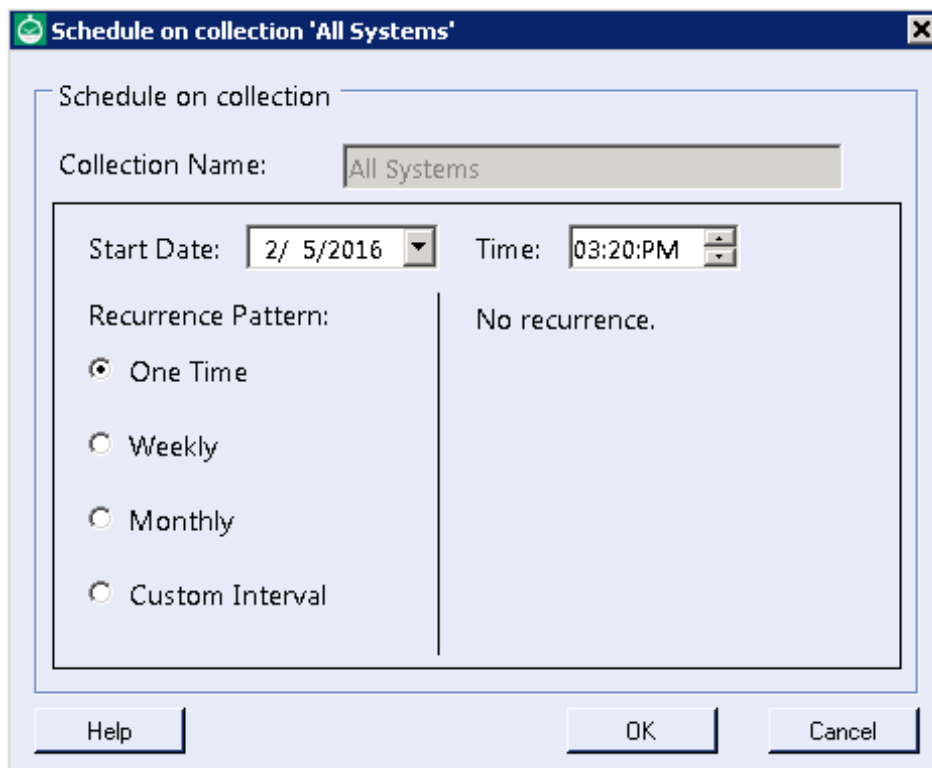 Schedule on collection 'All Systems'
Schedule on collection
Collection Name: All Systems
Start Date: 2/ 5/2016 Time: 03:20:PM
Recurrence Pattern: No recurrence.
One Time
Weekly
Monthly
Custom Interval
Help OK Cancel